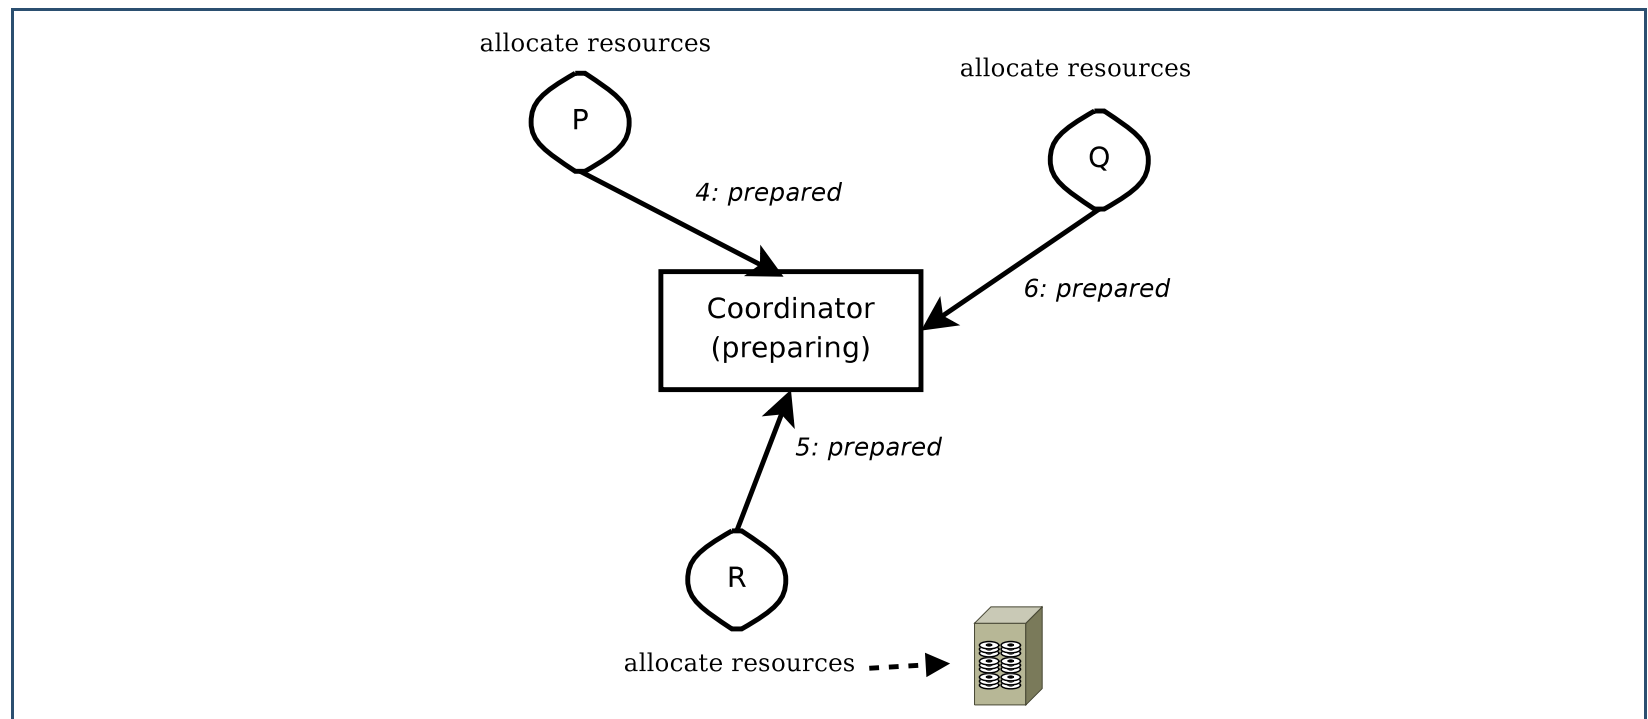 allocate resources
allocate resources
P
Q
4: prepared
6: prepared
Coordinator
(preparing)
5: prepared
R
allocate resources